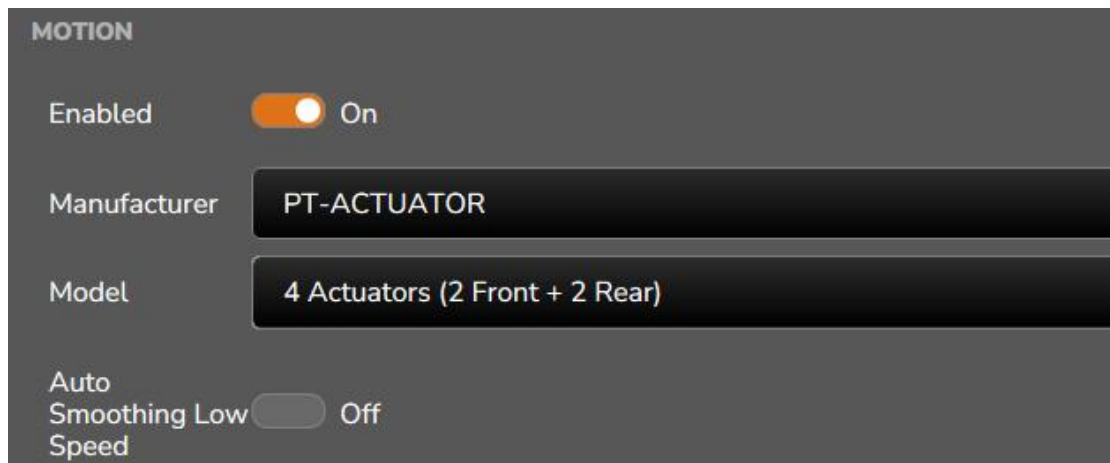 MOTION
Enabled On
Manufacturer PT-ACTUATOR
Model 4 Actuators (2 Front + 2 Rear)
Auto
Smoothing Low Off
Speed